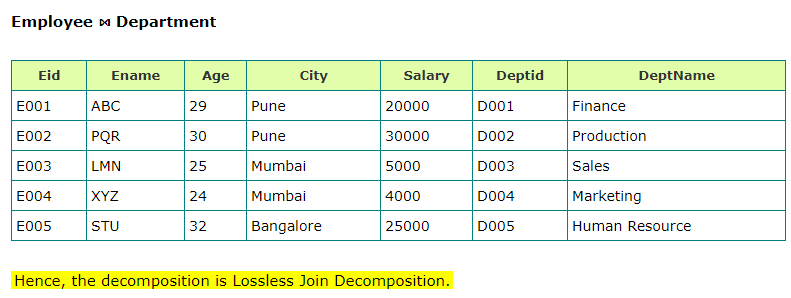 Employee ⋈ Department
Eid Ename Age City Salary Deptid DeptName
E001 ABC 29 Pune 20000 D001 Finance
E002 PQR 30 Pune 30000 D002 Production
E003 LMN 25 Mumbai 5000 D003 Sales
E004 XYZ 24 Mumbai 4000 D004 Marketing
E005 STU 32 Bangalore 25000 D005 Human Resource
Hence, the decomposition is Lossless Join Decomposition.